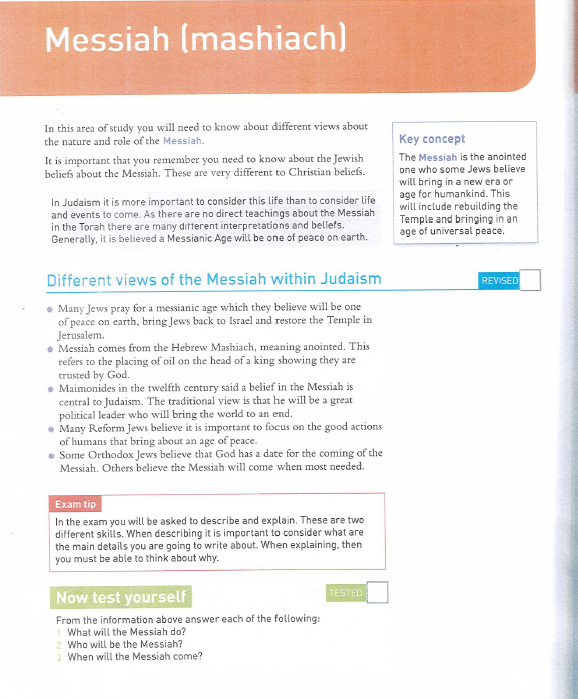 Messiah (mashiach)
In this area of study you will need to know about different views about
the nature and role of the Messiah.
It is important that you remember you need to know about the Jewish
beliefs about the Messiah. These are very different to Christian beliefs.
In Judaism it is more important to consider this life than to consider life
and events to come. As there are no direct teachings about the Messiah
in the Torah there are many different interpretations and beliefs.
Generally, it is believed a Messianic Age will be one of peace on earth.
Key concept
The Messiah is the anointed
one who some Jews believe
will bring in a new era or
age for humankind. This
will include rebuilding the
Temple and bringing in an
age of universal peace.
Different views of the Messiah within Judaism
REVISED
• Many Jews pray for a messianic age which they believe will be one
of peace on earth, bring Jews back to Israel and restore the Temple in
Jerusalem.
• Messiah comes from the Hebrew Mashiach, meaning anointed. This
refers to the placing of oil on the head of a king showing they are
trusted by God.
• Maimonides in the twelfth century said a belief in the Messiah is
central to Judaism. The traditional view is that he will be a great
political leader who will bring the world to an end.
• Many Reform Jews believe it is important to focus on the good actions
of humans that bring about an age of peace.
• Some Orthodox Jews believe that God has a date for the coming of the
Messiah. Others believe the Messiah will come when most needed.
Exam tip
In the exam you will be asked to describe and explain. These are two
different skills. When describing it is important to consider what are
the main details you are going to write about. When explaining, then
you must be able to think about why.
Now test yourself
TESTED
From the information above answer each of the following:
1 What will the Messiah do?
2 Who will be the Messiah?
3 When will the Messiah come?